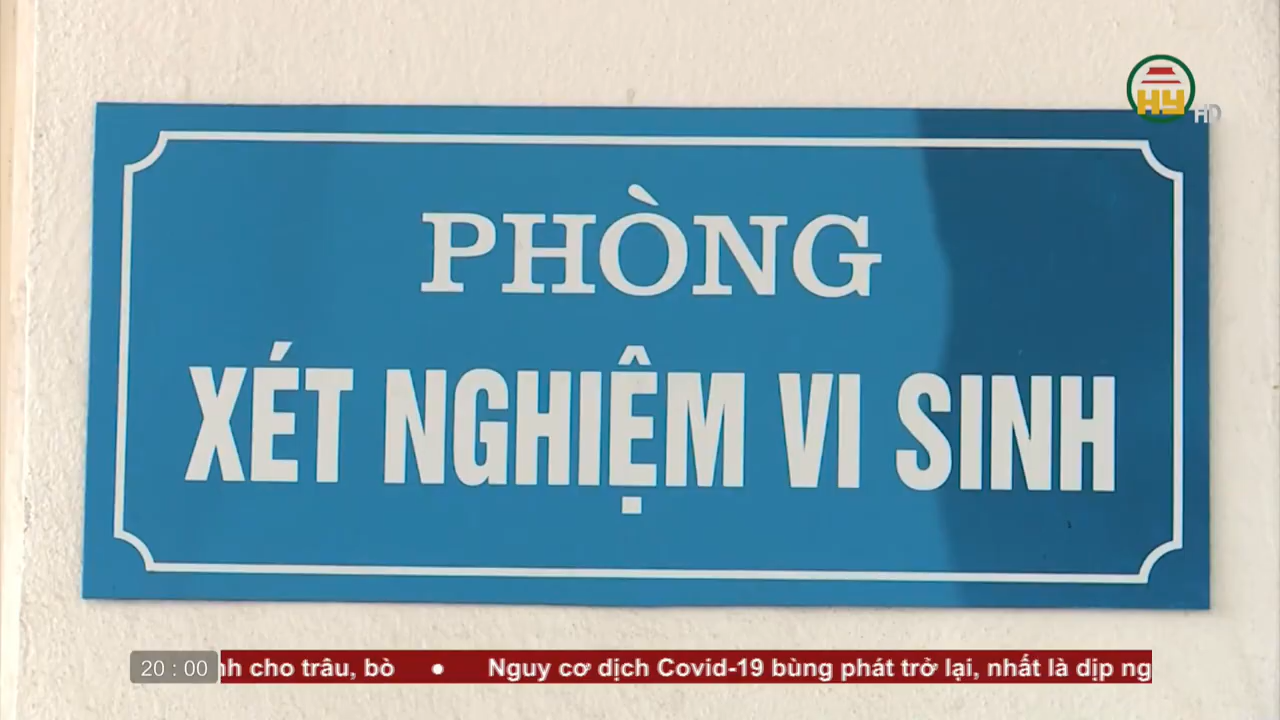 HY HD
PHÒNG
XÉT NGHIỆM VI SINH
20 : 00
nh cho trâu, bò • Nguy cơ dịch Covid-19 bùng phát trở lại, nhất là dịp ng